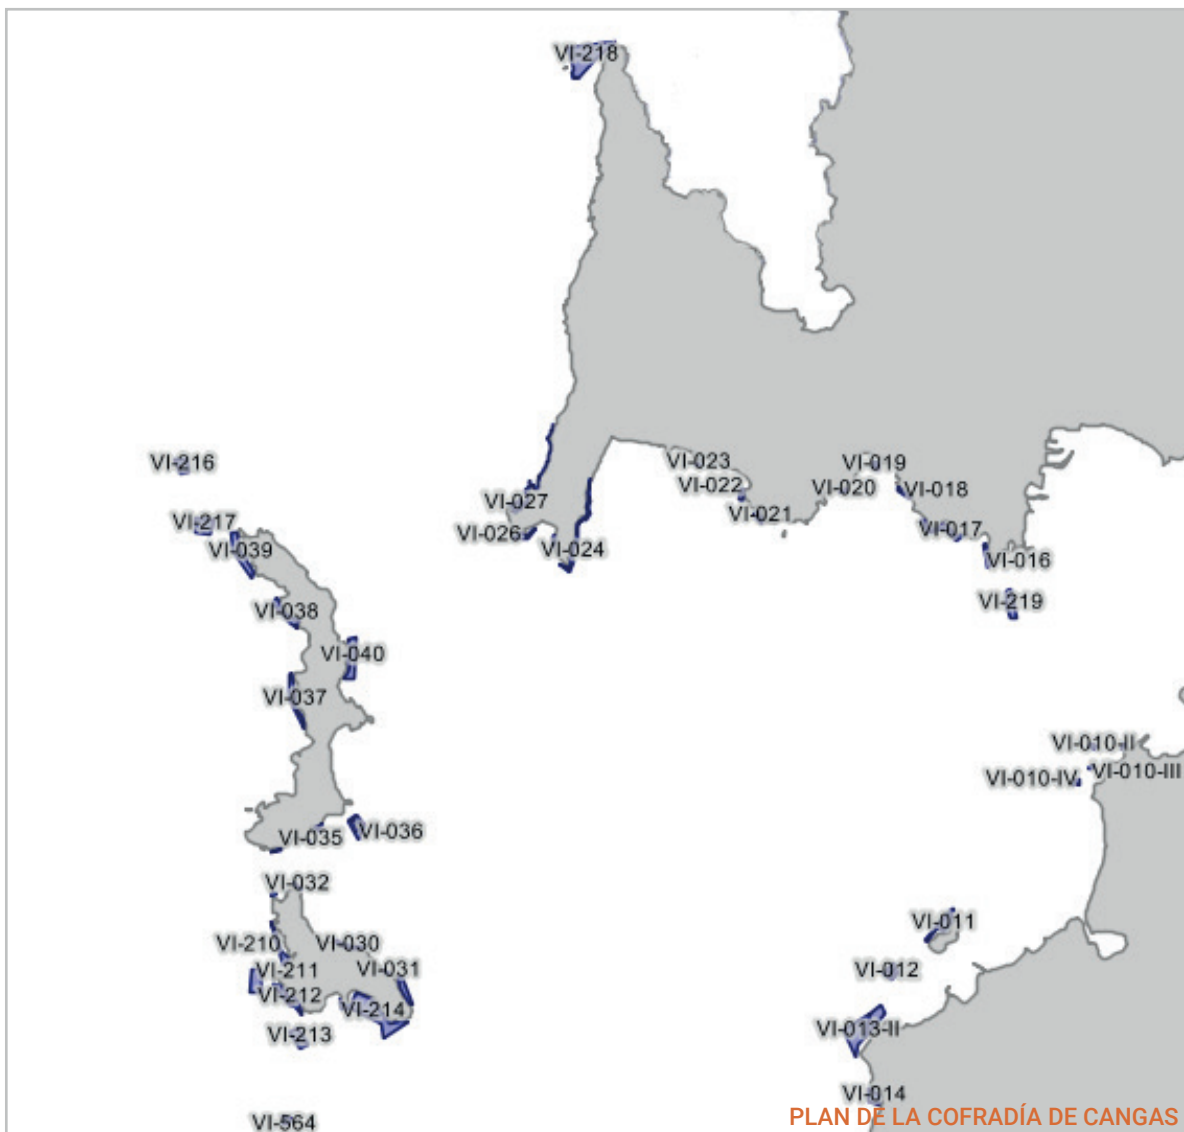 VI-218
VI-023
VI-019
VI-216
VI-022
VI-020
VI-018
VI-027
VI-021
VI-217
VI-017
VI-026
VI-039
VI-024
VI-016
VI-219
VI-038
VI-040
VI-037
VI-010-II
VI-010-III
VI-010-IV
VI-036
VI-035
VI-032
VI-011
VI-210
VI-030
VI-211
VI-031
VI-012
VI-212
VI-214
VI-013-II
VI-213
VI-014
VI-564
PLAN DE LA COFRADÍA DE CANGAS